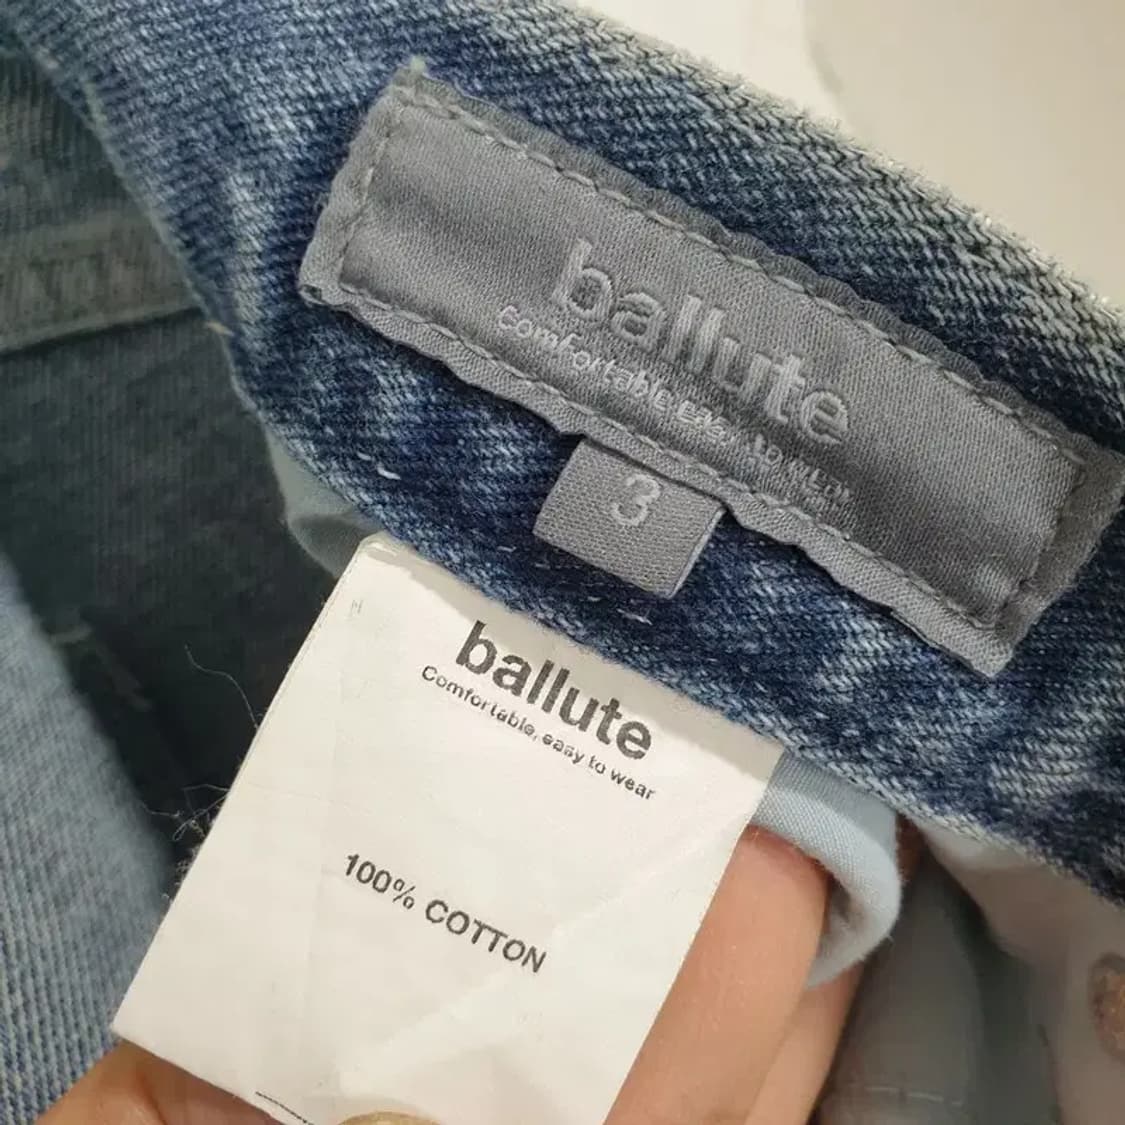 ballute
comfortable, easy to wear
3
ballute
Comfortable, easy to wear
100% COTTON